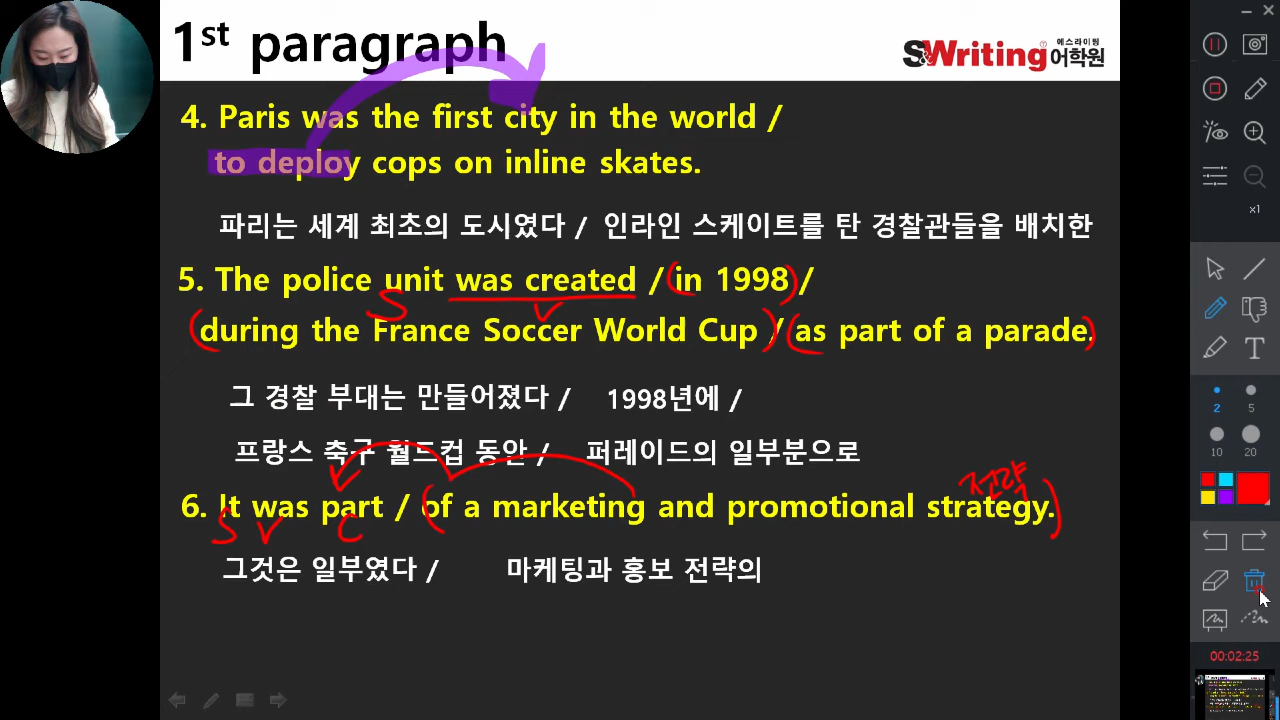 1st paragraph
S&Writing 에스라이팅 어학원
4. Paris was the first city in the world /
to deploy cops on inline skates.
파리는 세계 최초의 도시였다 / 인라인 스케이트를 탄 경찰관들을 배치한
5. The police unit was created / (in 1998) /
S V
(during the France Soccer World Cup) / (as part of a parade.)
그 경찰 부대는 만들어졌다 / 1998년에 /
프랑스 축구 월드컵 동안 / 퍼레이드의 일부분으로
전략
6. It was part / (of a marketing and promotional strategy.)
S V C
그것은 일부였다 / 마케팅과 홍보 전략의
x1
T
2 5
10 20
00:02:25